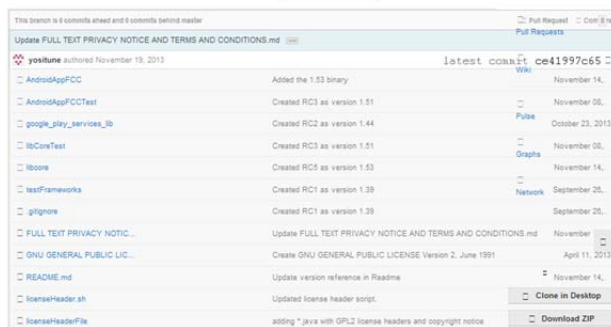 This branch is 0 commits ahead and 0 commits behind master
Pull Request
Pull Requests
Update FULL TEXT PRIVACY NOTICE AND TERMS AND CONDITIONS.md
yositune authored November 19, 2013
latest commit ce41997c65
Wiki
AndroidAppFCC Added the 1.53 binary November 14,
AndroidAppFCCTest Created RC3 as version 1.51 November 08,
Pulse
google_play_services_lib Created RC2 as version 1.44 October 23, 2013
libCoreTest Created RC3 as version 1.51 November 08,
Graphs
libcore Created RC5 as version 1.53 November 14,
testFrameworks Created RC1 as version 1.39 September 26,
Network
.gitignore Created RC1 as version 1.39 September 26,
FULL TEXT PRIVACY NOTIC... Update FULL TEXT PRIVACY NOTICE AND TERMS AND CONDITIONS.md November
GNU GENERAL PUBLIC LIC... Create GNU GENERAL PUBLIC LICENSE Version 2, June 1991 April 11, 2013
README.md Update version reference in Readme November 14,
licenseHeader.sh Updated license header script.
Clone in Desktop
licenseHeaderFile adding *.java with GPL2 license headers and copyright notice
Download ZIP